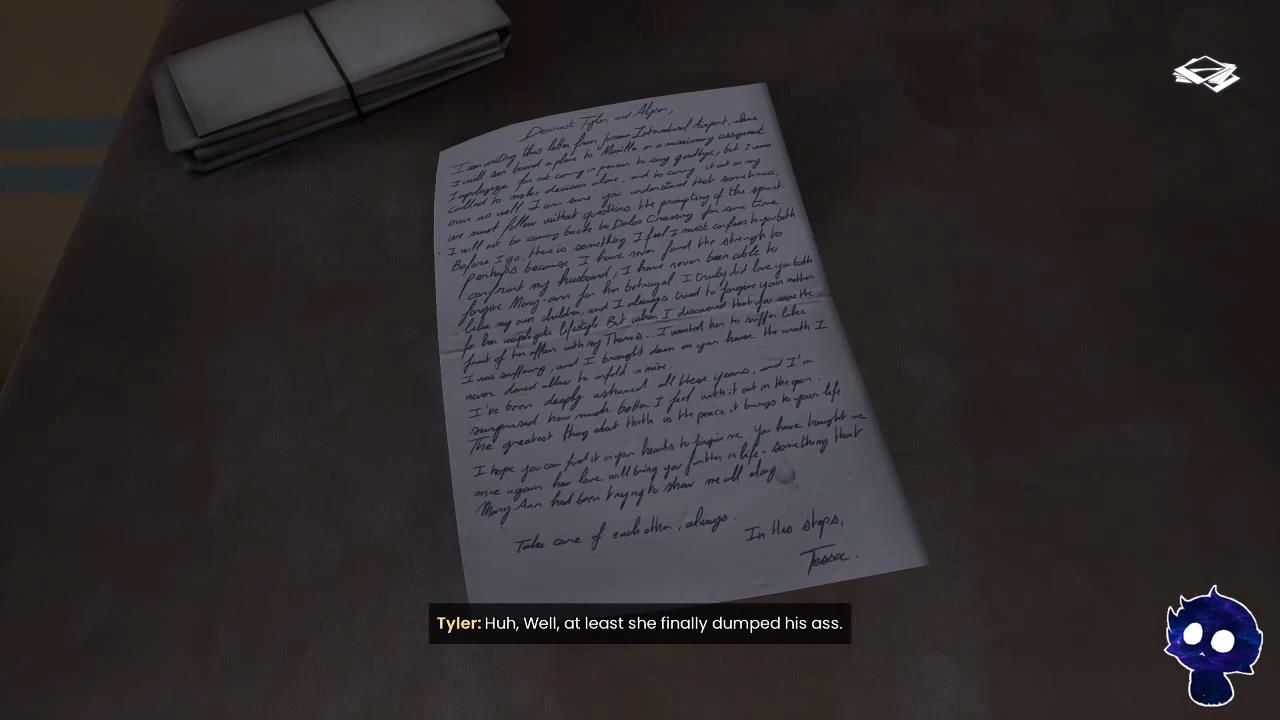 Dearest Tyler and Alyson,
I am writing this letter from Juneau International Airport, where
I will soon board a plane to Manilla on a missionary assignment.
I apologize for not coming in person to say goodbye, but I was
called to make decision alone, and to carry it out on my
own as well. I am sure you understand that sometimes,
we must follow without questions the prompting of the spirit.
I will not be coming back to Delos Crossing for some time.
Before I go, there is something I feel I must confess to you both
perhaps because I have never found the strength to
confront my husband, I have never been able to
forgive Mary-ann for her betrayal. I truly did love you both
like my own children, and I always tried to forgive your mother
for her unapologetic lifestyle. But when I discovered that you were the
fruit of her affair with my Thomas... I wanted her to suffer like
I was suffering, and I brought down on your house the wrath I
never dared allow to unfold in mine.
I've been deeply ashamed all these years, and I'm
surprised how much better I feel with it out in the open.
The greatest thing about truth is the peace it brings to your life.
I hope you can find it in your hearts to forgive me. You have taught me
once again how love will bring you further in life - something that
Mary-Ann had been trying to show me all along
Take care of each other, always.
In His steps,
Tessa.
Tyler: Huh, Well, at least she finally dumped his ass.